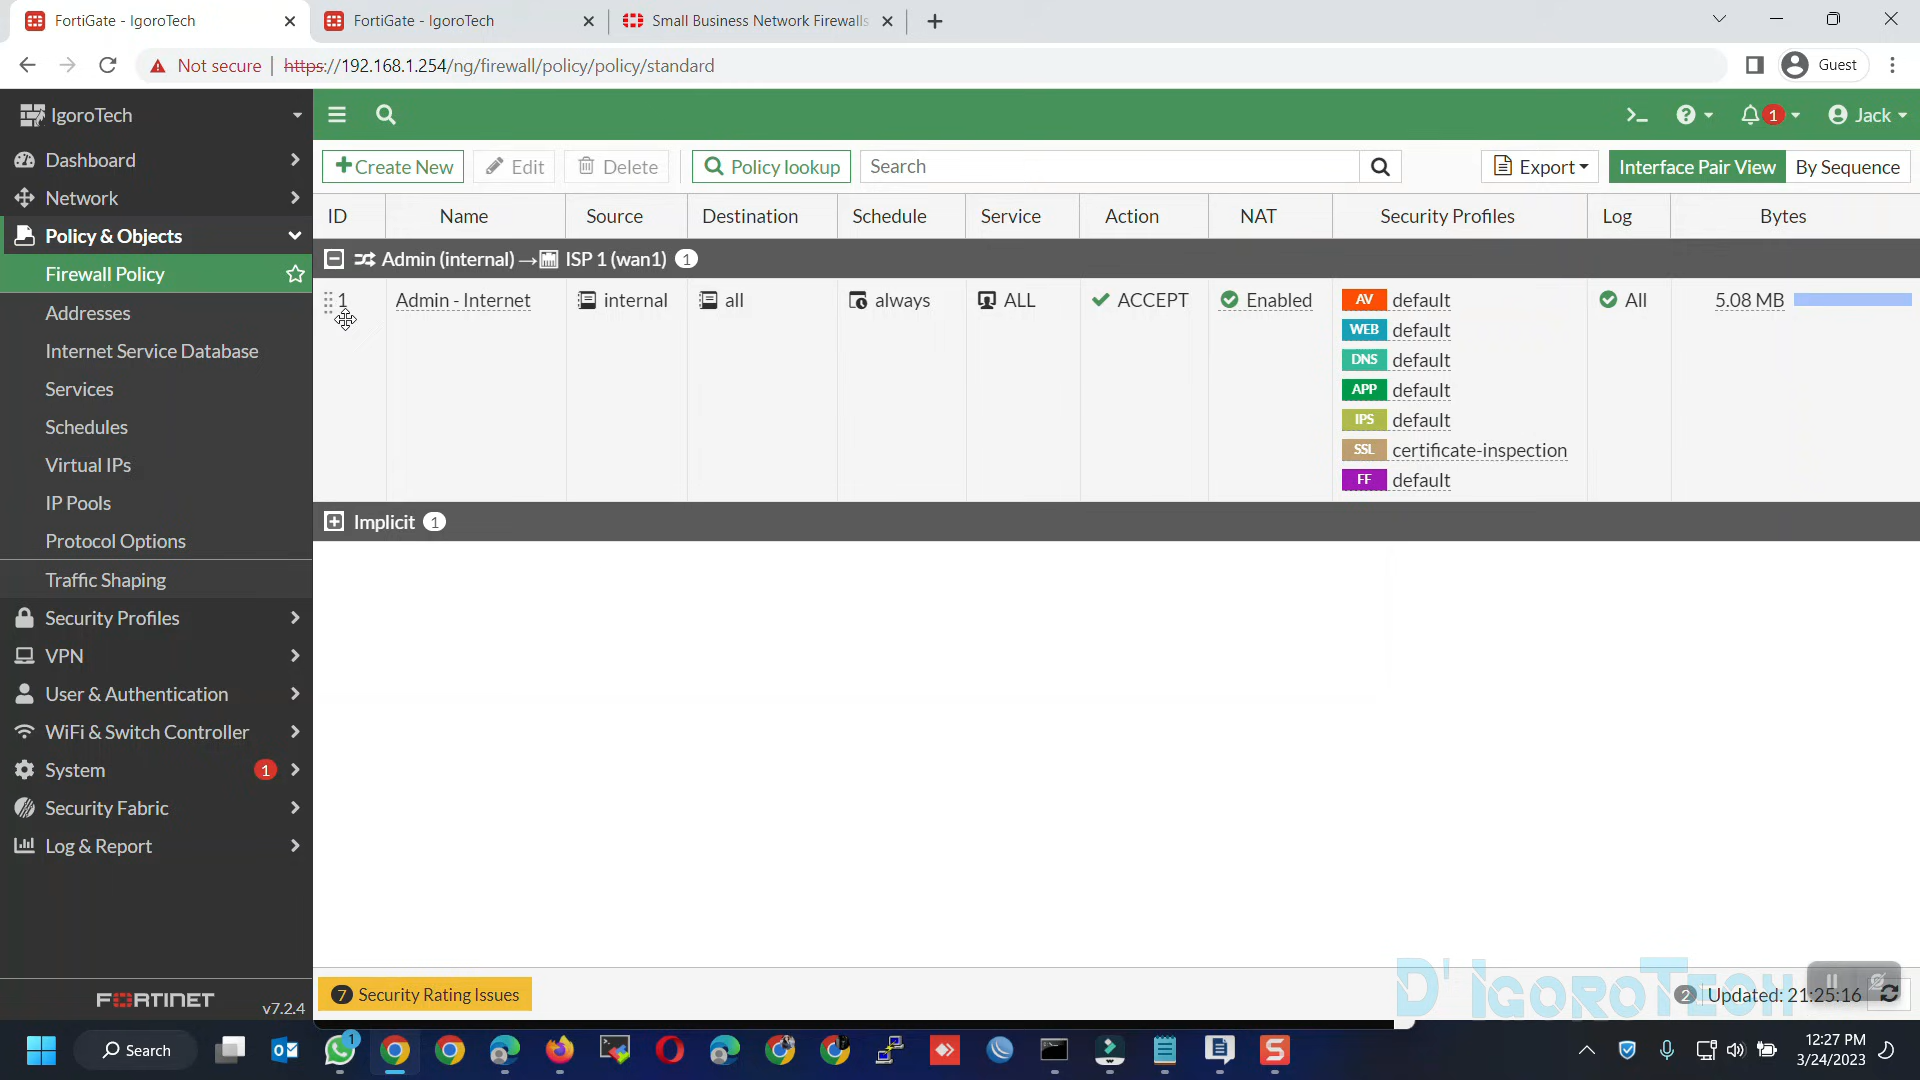 FortiGate - IgoroTech
FortiGate - IgoroTech
Small Business Network Firewalls
Not secure
https://192.168.1.254/ng/firewall/policy/policy/standard
Guest
IgoroTech
1
Jack
Dashboard
Network
Policy & Objects
Firewall Policy
Addresses
Internet Service Database
Services
Schedules
Virtual IPs
IP Pools
Protocol Options
Traffic Shaping
Security Profiles
VPN
User & Authentication
WiFi & Switch Controller
System 1
Security Fabric
Log & Report
FORTINET v7.2.4
Create New Edit Delete Policy lookup Search Export Interface Pair View By Sequence
ID Name Source Destination Schedule Service Action NAT Security Profiles Log Bytes
Admin (internal) → ISP 1 (wan1) 1
1 Admin - Internet internal all always ALL ACCEPT Enabled AV default All 5.08 MB
WEB default
DNS default
APP default
IPS default
SSL certificate-inspection
FF default
Implicit 1
7 Security Rating Issues
2 Updated: 21:25:16
D' IGOROTECH
Search
1
12:27 PM
3/24/2023